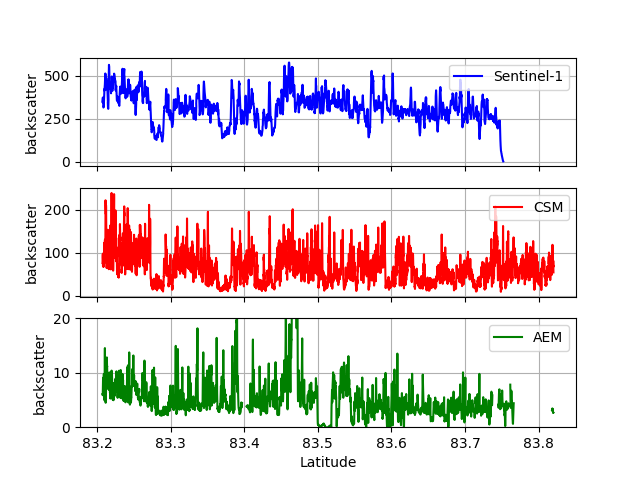 500
250
0
backscatter
Sentinel-1
200
100
0
backscatter
CSM
20
10
0
backscatter
AEM
83.2 83.3 83.4 83.5 83.6 83.7 83.8
Latitude